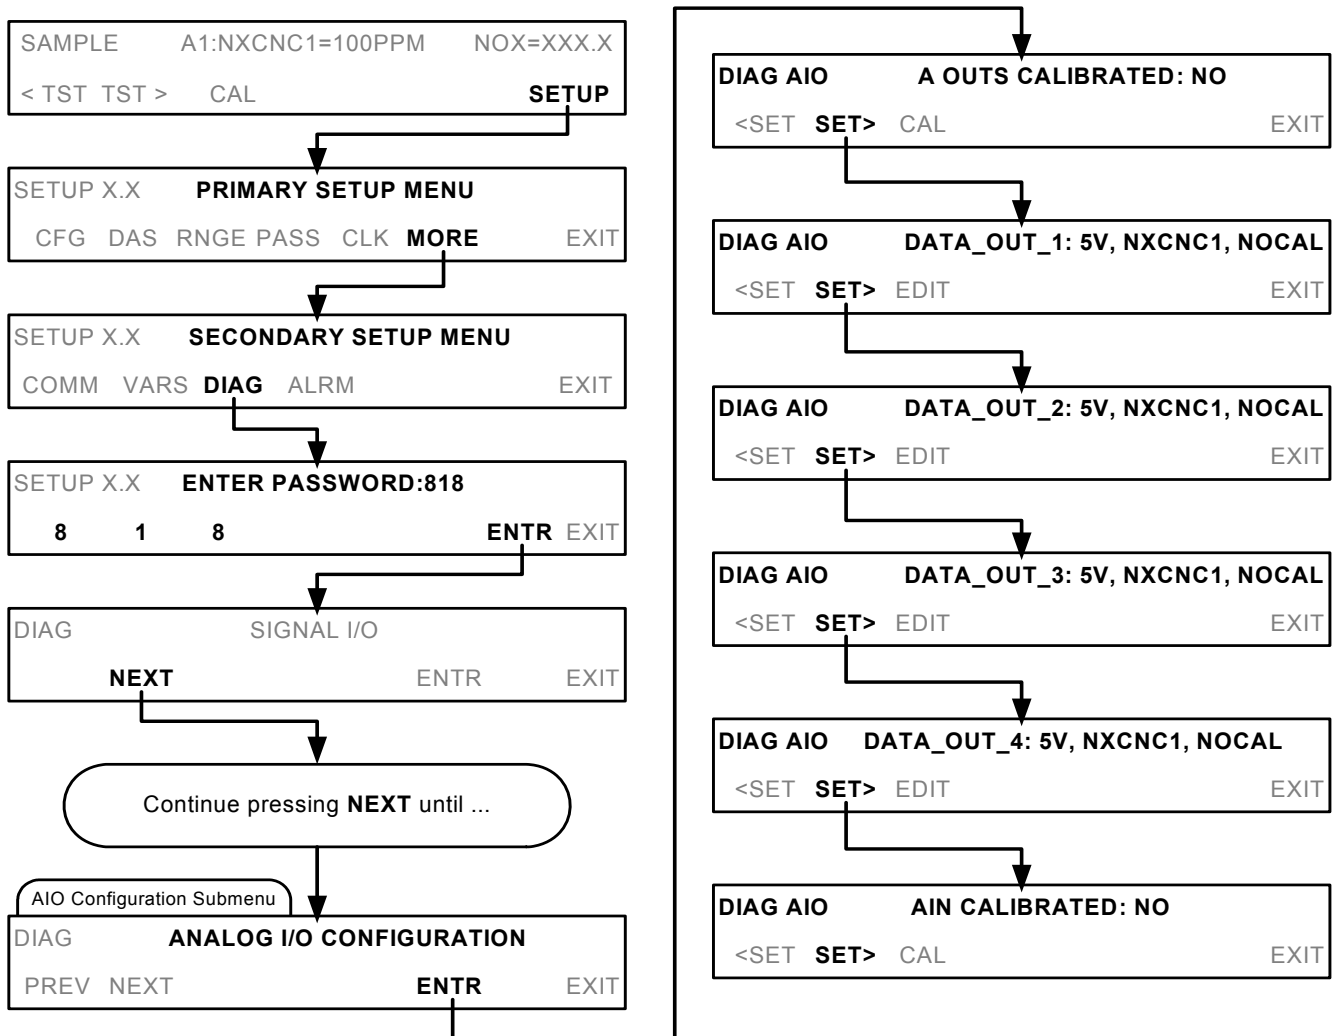 SAMPLE A1:NXCNC1=100PPM NOX=XXX.X
< TST TST > CAL SETUP
SETUP X.X PRIMARY SETUP MENU
CFG DAS RNGE PASS CLK MORE EXIT
SETUP X.X SECONDARY SETUP MENU
COMM VARS DIAG ALRM EXIT
SETUP X.X ENTER PASSWORD:818
8 1 8 ENTR EXIT
DIAG SIGNAL I/O
NEXT ENTR EXIT
Continue pressing NEXT until ...
AIO Configuration Submenu
DIAG ANALOG I/O CONFIGURATION
PREV NEXT ENTR EXIT
DIAG AIO A OUTS CALIBRATED: NO
<SET SET> CAL EXIT
DIAG AIO DATA_OUT_1: 5V, NXCNC1, NOCAL
<SET SET> EDIT EXIT
DIAG AIO DATA_OUT_2: 5V, NXCNC1, NOCAL
<SET SET> EDIT EXIT
DIAG AIO DATA_OUT_3: 5V, NXCNC1, NOCAL
<SET SET> EDIT EXIT
DIAG AIO DATA_OUT_4: 5V, NXCNC1, NOCAL
<SET SET> EDIT EXIT
DIAG AIO AIN CALIBRATED: NO
<SET SET> CAL EXIT